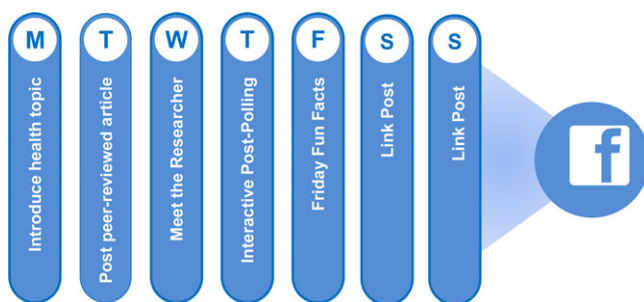 M
Introduce health topic
T
Post peer-reviewed article
W
Meet the Researcher
T
Interactive Post-Polling
F
Friday Fun Facts
S
Link Post
S
Link Post
f